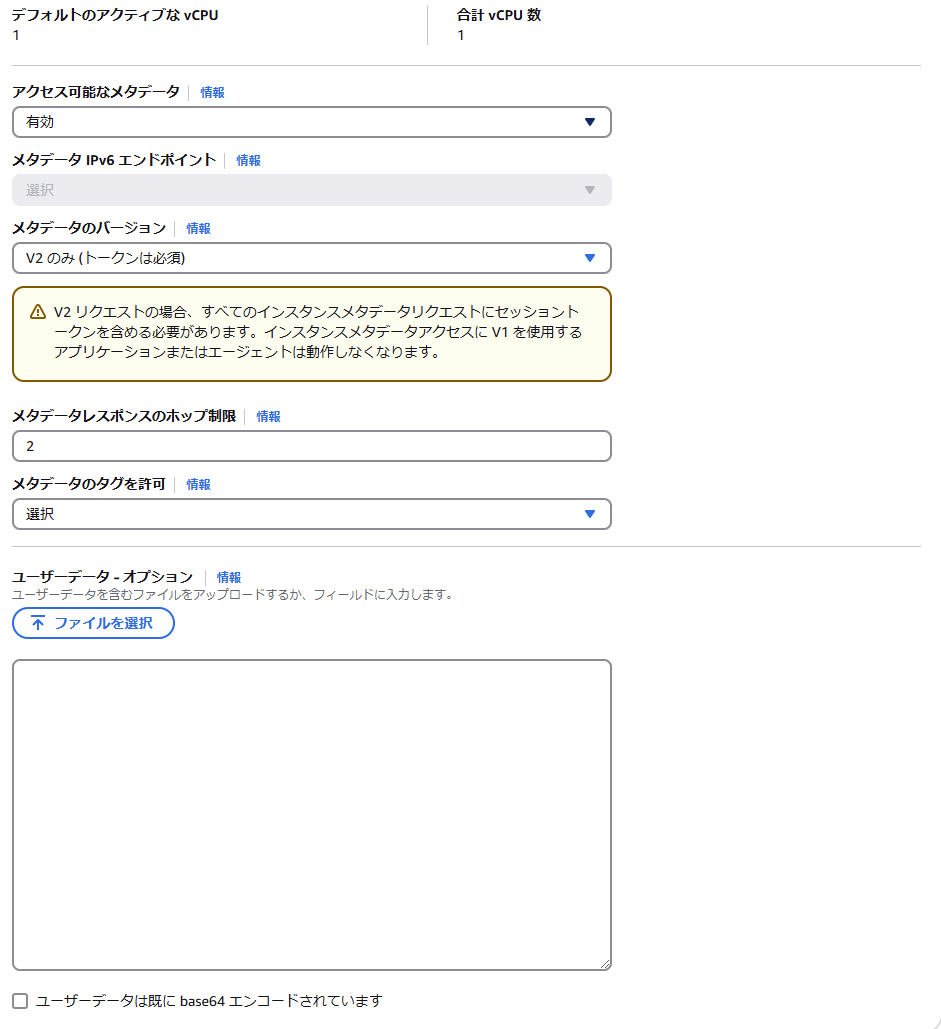 デフォルトのアクティブな vCPU
1
合計 vCPU 数
1
アクセス可能なメタデータ
情報
有効
メタデータ IPv6 エンドポイント
情報
選択
メタデータのバージョン
情報
V2 のみ (トークンは必須)
V2 リクエストの場合、すべてのインスタンスメタデータリクエストにセッショント
ークンを含める必要があります。インスタンスメタデータアクセスに V1 を使用する
アプリケーションまたはエージェントは動作しなくなります。
メタデータレスポンスのホップ制限
情報
2
メタデータのタグを許可
情報
選択
ユーザーデータ - オプション
情報
ユーザーデータを含むファイルをアップロードするか、フィールドに入力します。
ファイルを選択
ユーザーデータは既に base64 エンコードされています